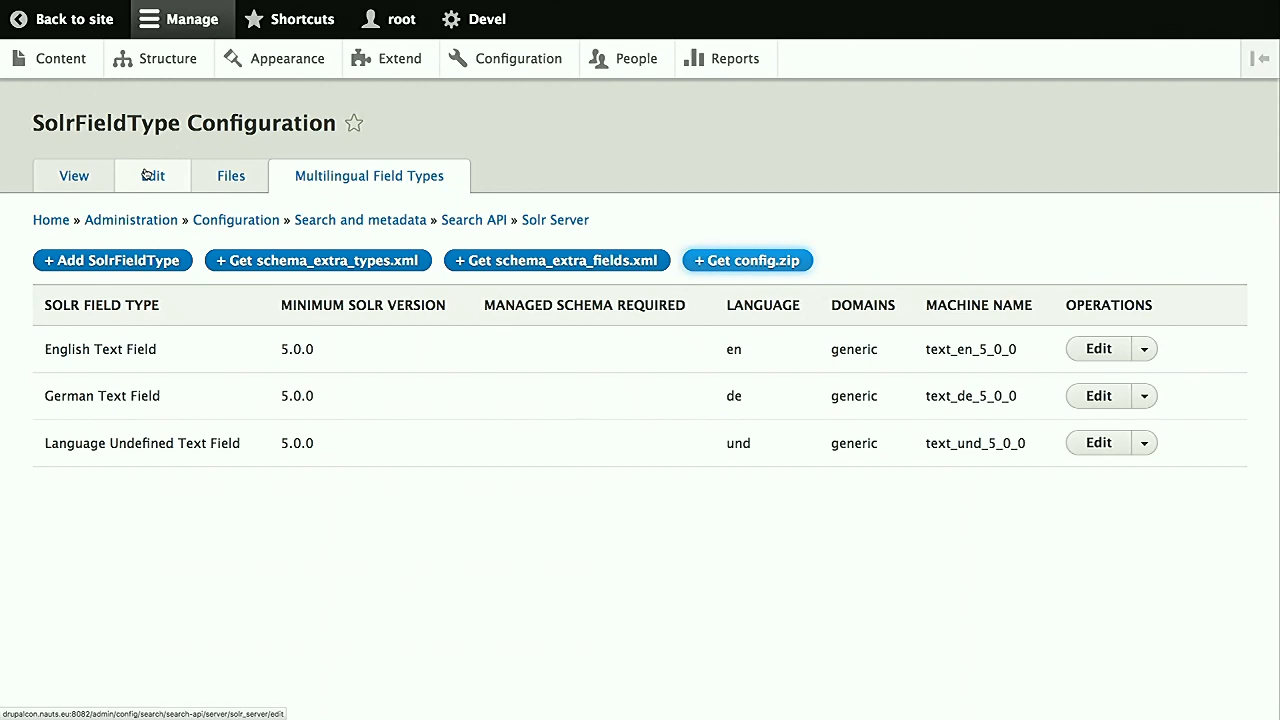 Back to site Manage Shortcuts root Devel
Content Structure Appearance Extend Configuration People Reports
SolrFieldType Configuration
View Edit Files Multilingual Field Types
Home » Administration » Configuration » Search and metadata » Search API » Solr Server
+ Add SolrFieldType + Get schema_extra_types.xml + Get schema_extra_fields.xml + Get config.zip
SOLR FIELD TYPE MINIMUM SOLR VERSION MANAGED SCHEMA REQUIRED LANGUAGE DOMAINS MACHINE NAME OPERATIONS
English Text Field 5.0.0 en generic text_en_5_0_0 Edit
German Text Field 5.0.0 de generic text_de_5_0_0 Edit
Language Undefined Text Field 5.0.0 und generic text_und_5_0_0 Edit
drupalcon.nauts.eu:8082/admin/config/search/search-api/server/solr_server/edit